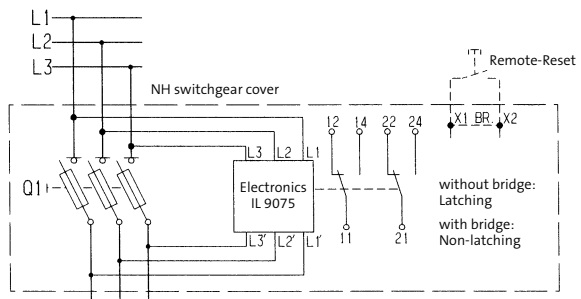 L1
L2
L3
Remote-Reset
NH switchgear cover
X1 BR. X2
12 14 22 24
L3 L2 L1
Q1
Electronics
IL 9075
without bridge:
Latching
with bridge:
Non-latching
L3' L2' L1'
11 21